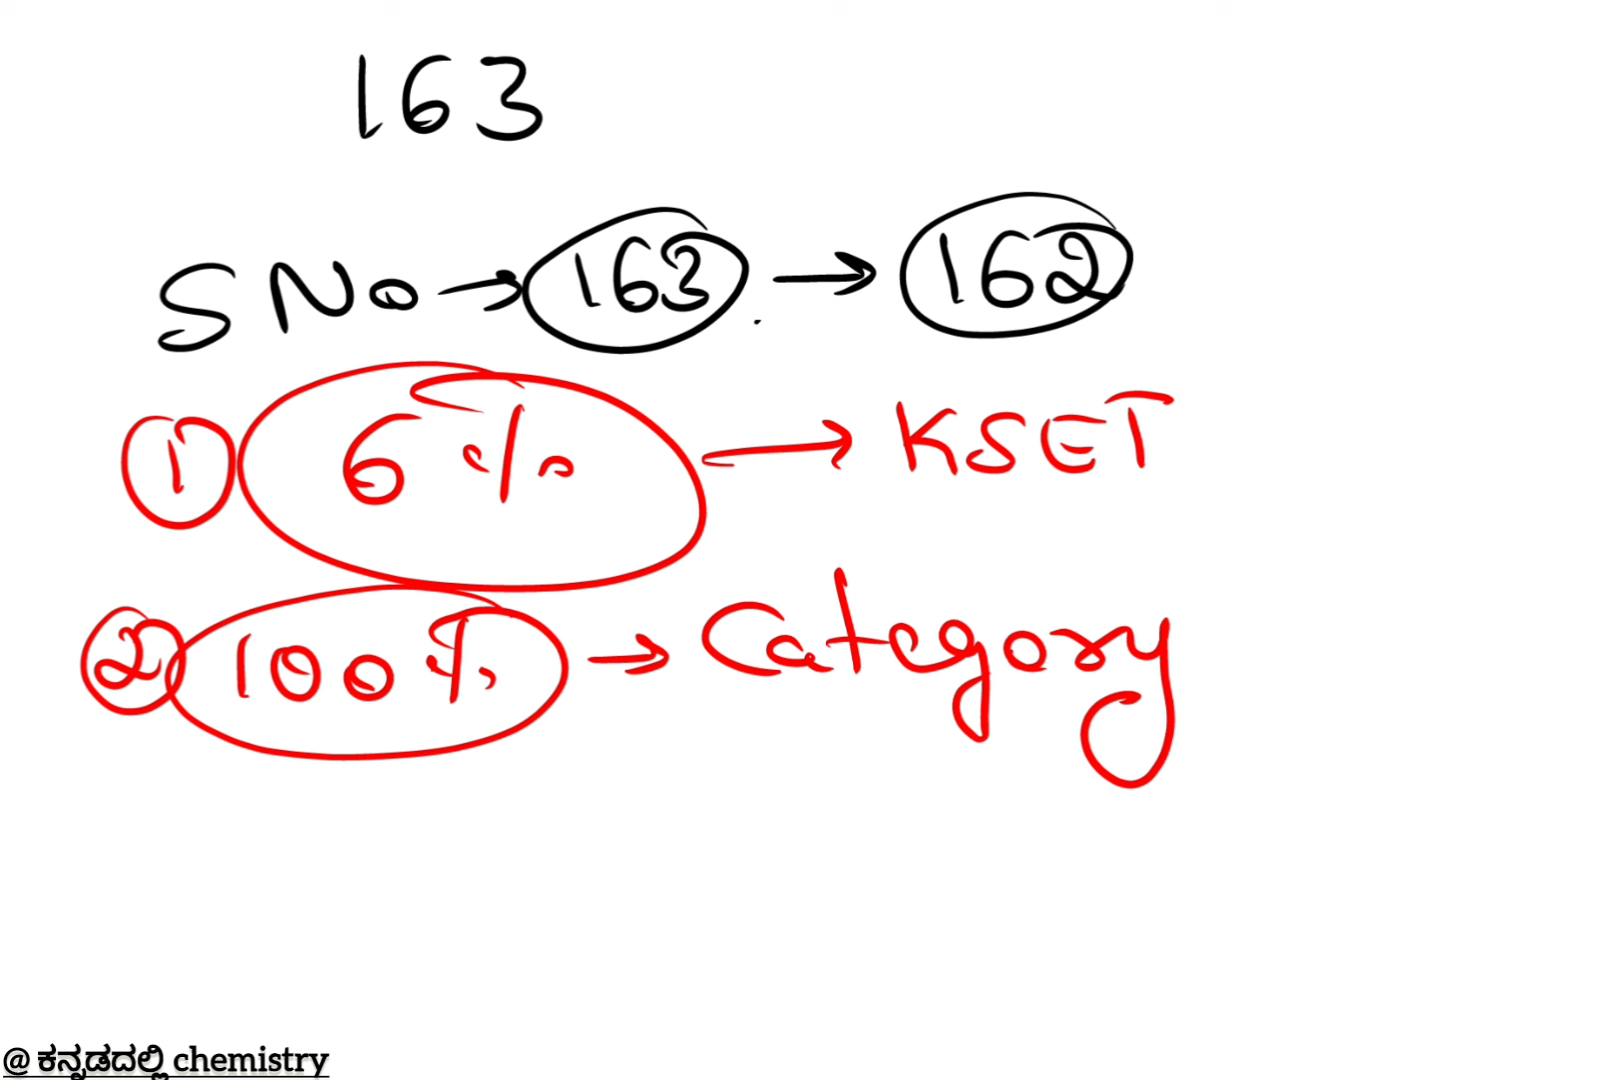 163
S No → 163 → 162
① 6 % → KSET
② 100 % → Category
@ ಕನ್ನಡದಲ್ಲಿ chemistry